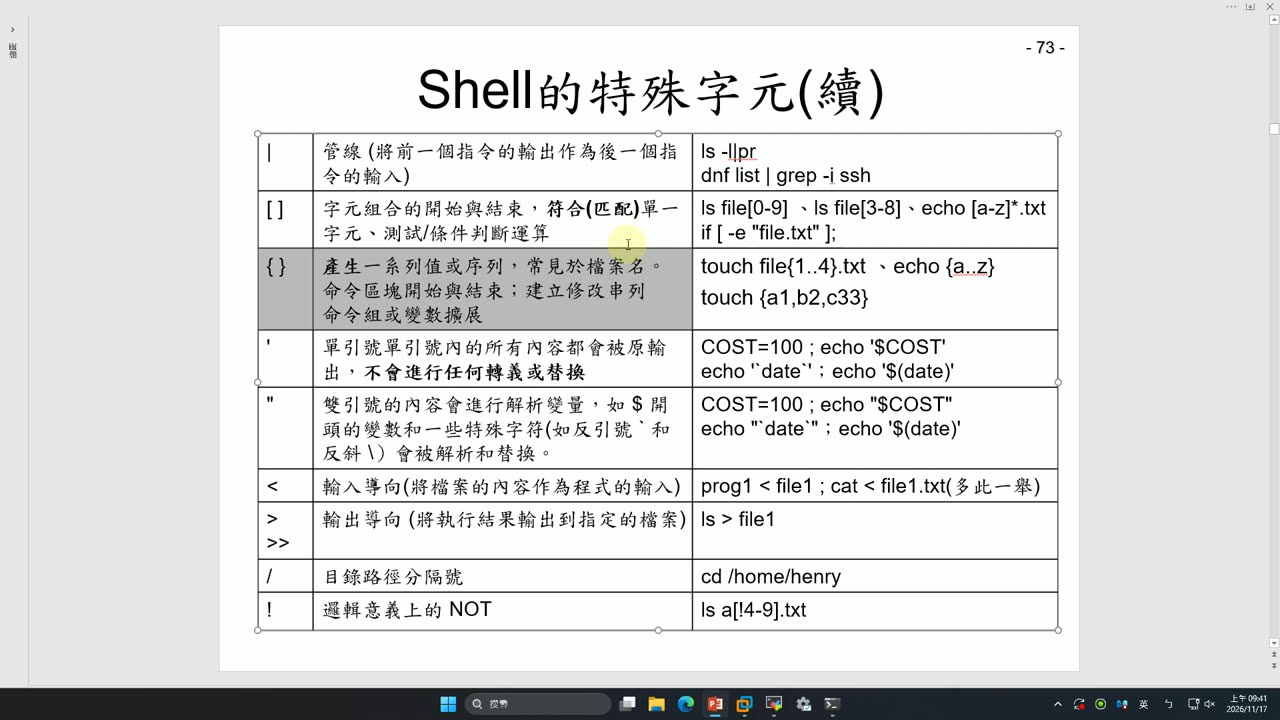 - 73 -
Shell的特殊字元(續)
|
管線 (將前一個指令的輸出作為後一個指
令的輸入)
ls -l|pr
dnf list | grep -i ssh
[ ]
字元組合的開始與結束，符合(匹配)單一
字元、測試/條件判斷運算
ls file[0-9] 、ls file[3-8]、echo [a-z]*.txt
if [ -e "file.txt" ];
{ }
產生一系列值或序列，常見於檔案名。
命令區塊開始與結束；建立修改串列
命令組或變數擴展
touch file{1..4}.txt 、echo {a..z}
touch {a1,b2,c33}
'
單引號單引號內的所有內容都會被原輸
出，不會進行任何轉義或替換
COST=100 ; echo '$COST'
echo '`date`'；echo '$(date)'
"
雙引號的內容會進行解析變量，如 $ 開
頭的變數和一些特殊字符(如反引號 ` 和
反斜 \）會被解析和替換。
COST=100 ; echo "$COST"
echo "`date`"；echo '$(date)'
<
輸入導向(將檔案的內容作為程式的輸入)
prog1 < file1 ; cat < file1.txt(多此一舉)
>
>>
輸出導向 (將執行結果輸出到指定的檔案)
ls > file1
/
目錄路徑分隔號
cd /home/henry
!
邏輯意義上的 NOT
ls a[!4-9].txt
搜尋
英
上午 09:41
2026/11/17